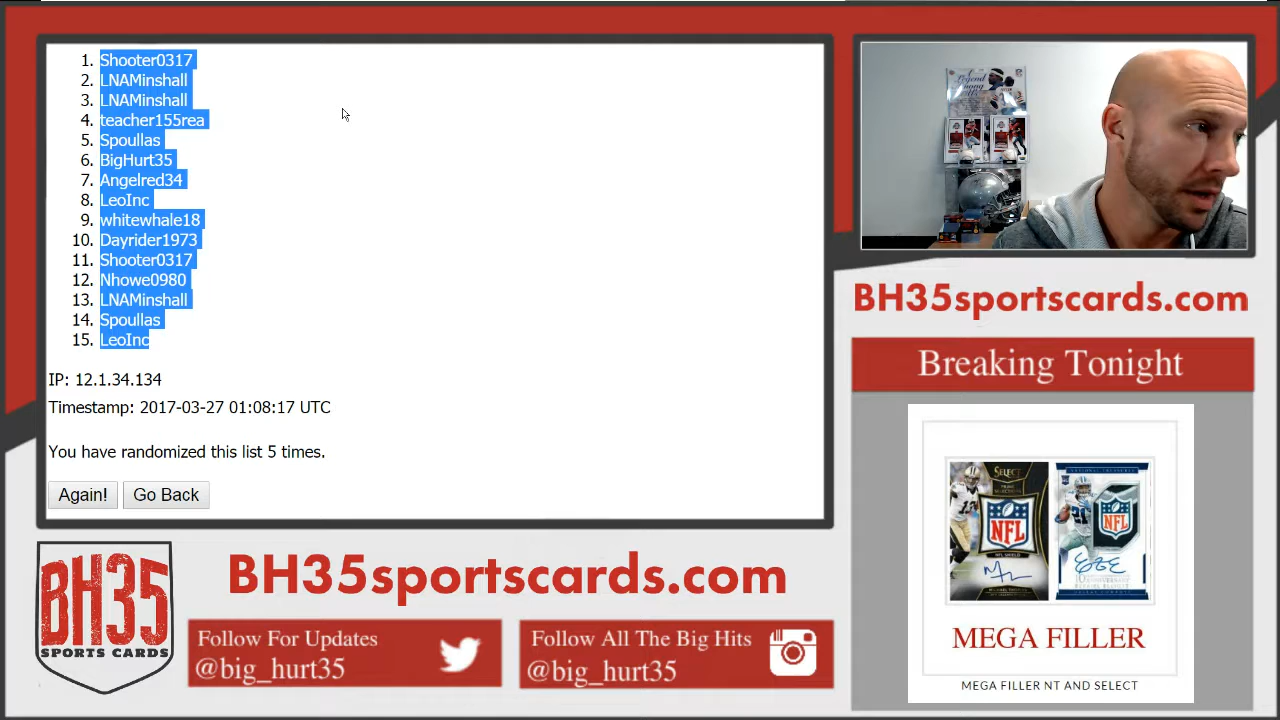 1. Shooter0317
2. LNAMinshall
3. LNAMinshall
4. teacher155rea
5. Spoullas
6. BigHurt35
7. Angelred34
8. LeoInc
9. whitewhale18
10. Dayrider1973
11. Shooter0317
12. Nhowe0980
13. LNAMinshall
14. Spoullas
15. LeoInc
IP: 12.1.34.134
Timestamp: 2017-03-27 01:08:17 UTC
You have randomized this list 5 times.
Again! Go Back
BH35
SPORTS CARDS
BH35sportscards.com
Follow For Updates
@big_hurt35
Follow All The Big Hits
@big_hurt35
BH35sportscards.com
Breaking Tonight
SELECT
NFL
NFL
MEGA FILLER
MEGA FILLER NT AND SELECT